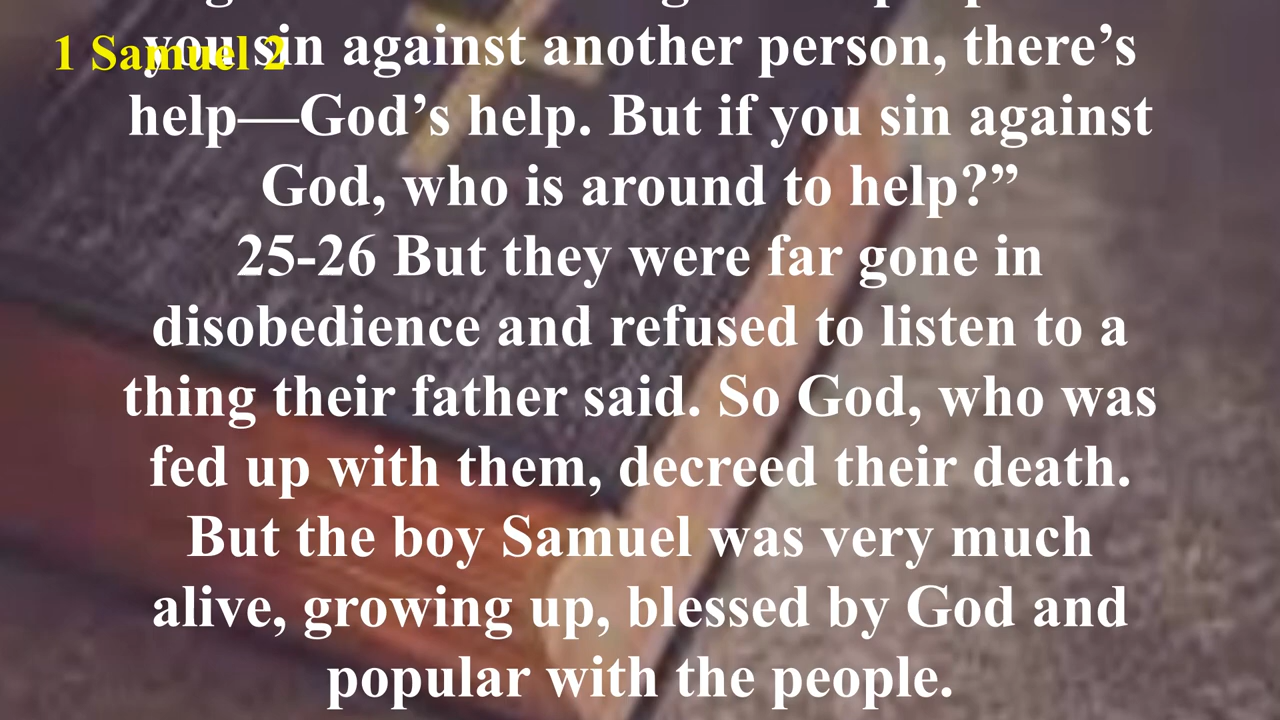 1 Samuel 2
you sin against another person, there’s
help—God’s help. But if you sin against
God, who is around to help?”
25-26 But they were far gone in
disobedience and refused to listen to a
thing their father said. So God, who was
fed up with them, decreed their death.
But the boy Samuel was very much
alive, growing up, blessed by God and
popular with the people.